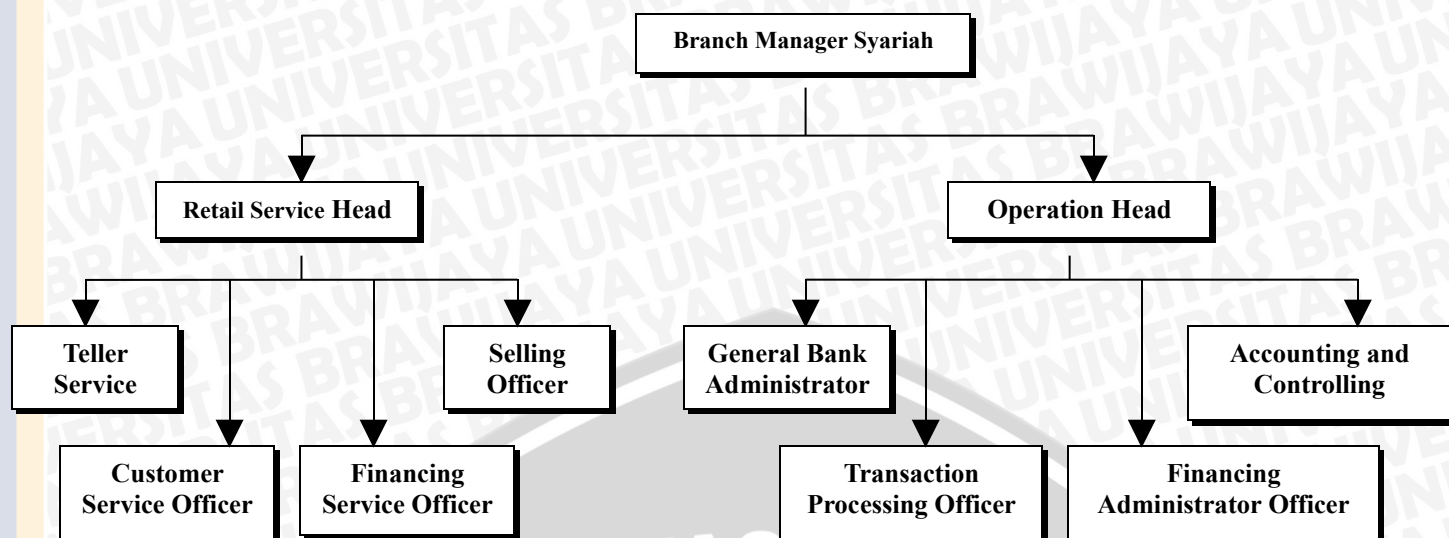 Branch Manager Syariah
Retail Service Head
Operation Head
Teller
Service
Selling
Officer
General Bank
Administrator
Accounting and
Controlling
Customer
Service Officer
Financing
Service Officer
Transaction
Processing Officer
Financing
Administrator Officer